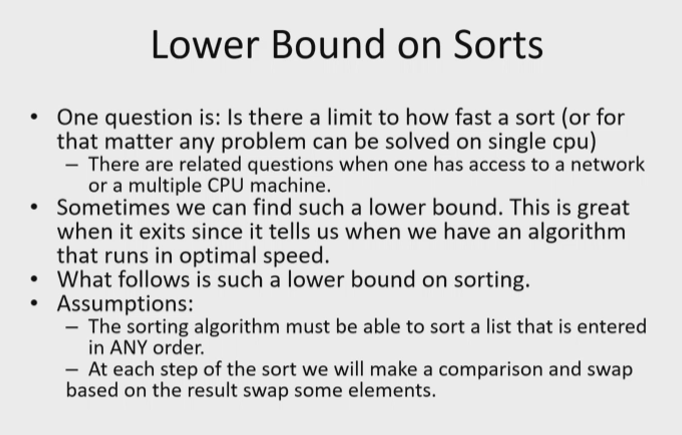 Lower Bound on Sorts
• One question is: Is there a limit to how fast a sort (or for
that matter any problem can be solved on single cpu)
– There are related questions when one has access to a network
or a multiple CPU machine.
• Sometimes we can find such a lower bound. This is great
when it exits since it tells us when we have an algorithm
that runs in optimal speed.
• What follows is such a lower bound on sorting.
• Assumptions:
– The sorting algorithm must be able to sort a list that is entered
in ANY order.
– At each step of the sort we will make a comparison and swap
based on the result swap some elements.